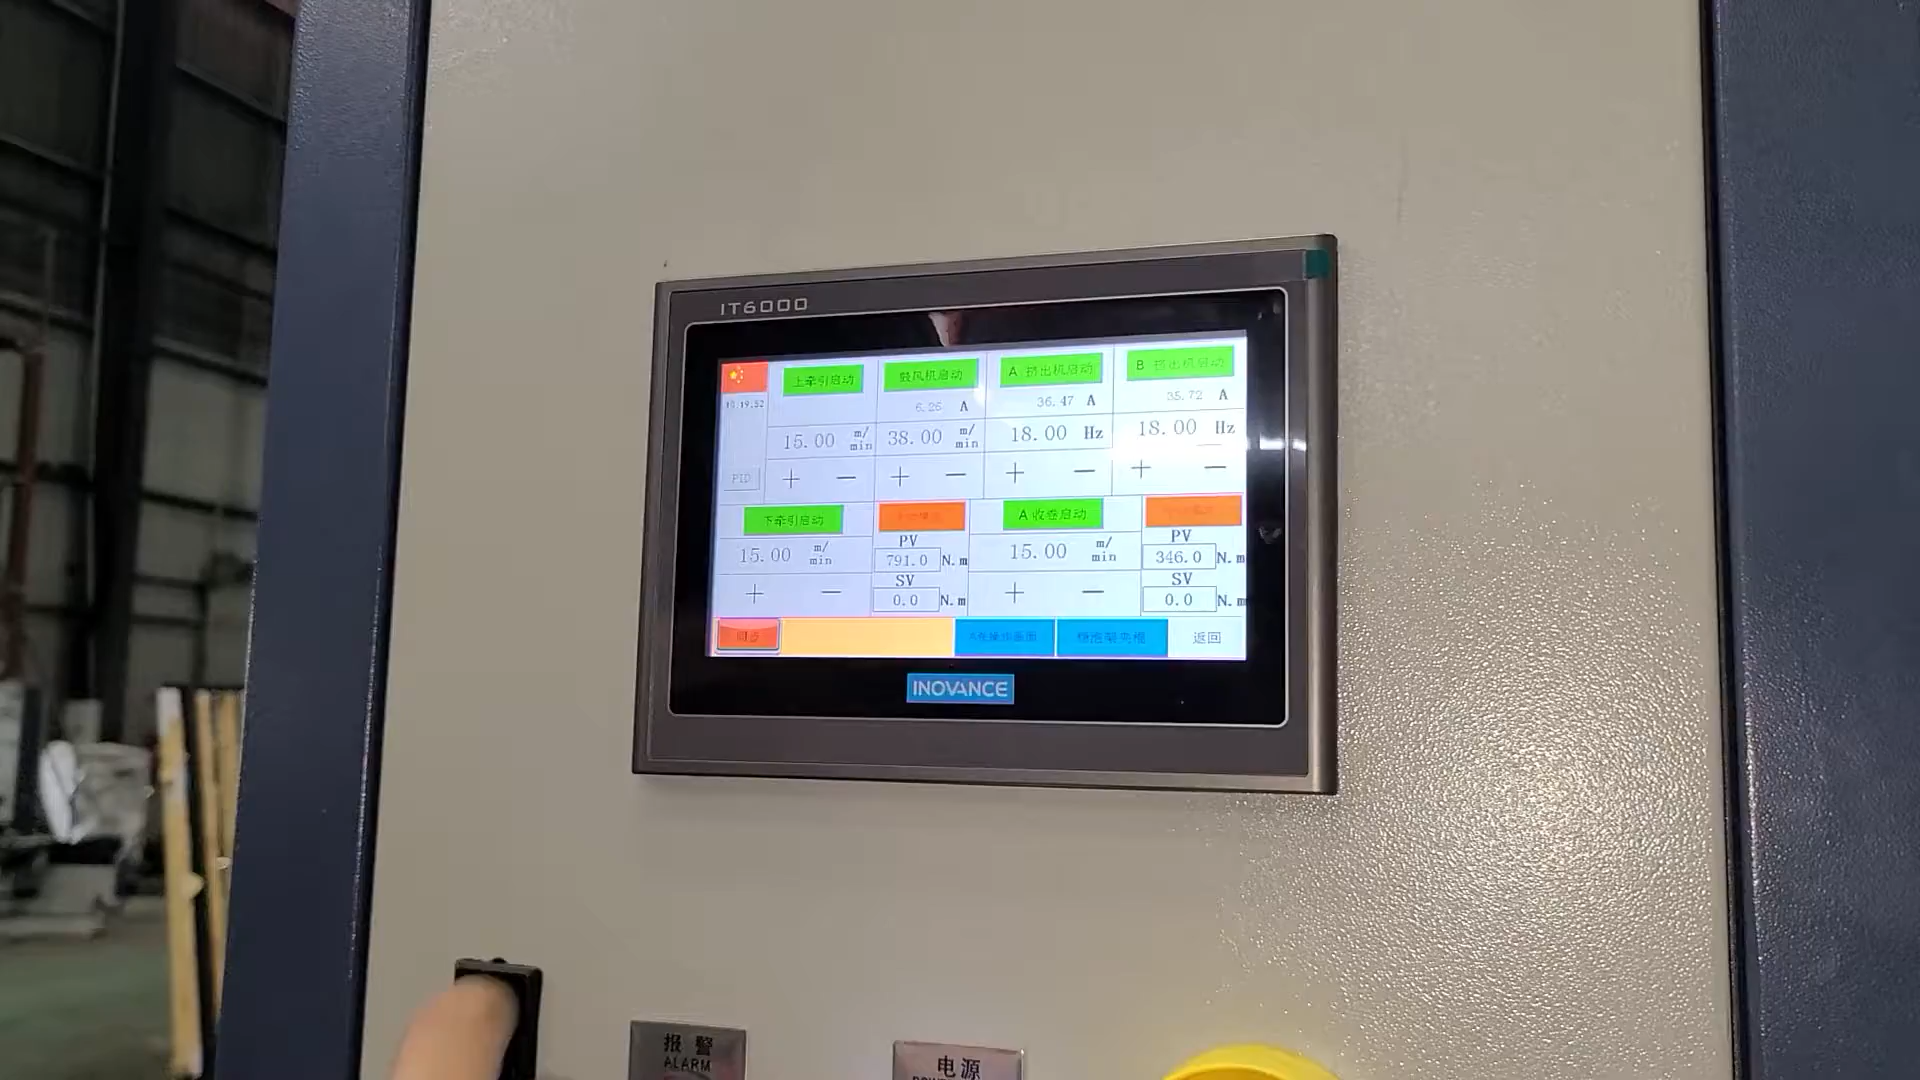 IT6000
上牵引启动
鼓风机启动
A 挤出机启动
B 挤出机启动
6.25 A
36.47 A
35.72 A
15.00 m/min
38.00 m/min
18.00 Hz
18.00 Hz
PID
+ −
+ −
+ −
+ −
下牵引启动
A 收卷启动
15.00 m/min
PV
791.0 N.m
15.00 m/min
PV
346.0 N.m
+ −
SV
0.0 N.m
+ −
SV
0.0 N.m
返回
INOVANCE
报警
ALARM
电源